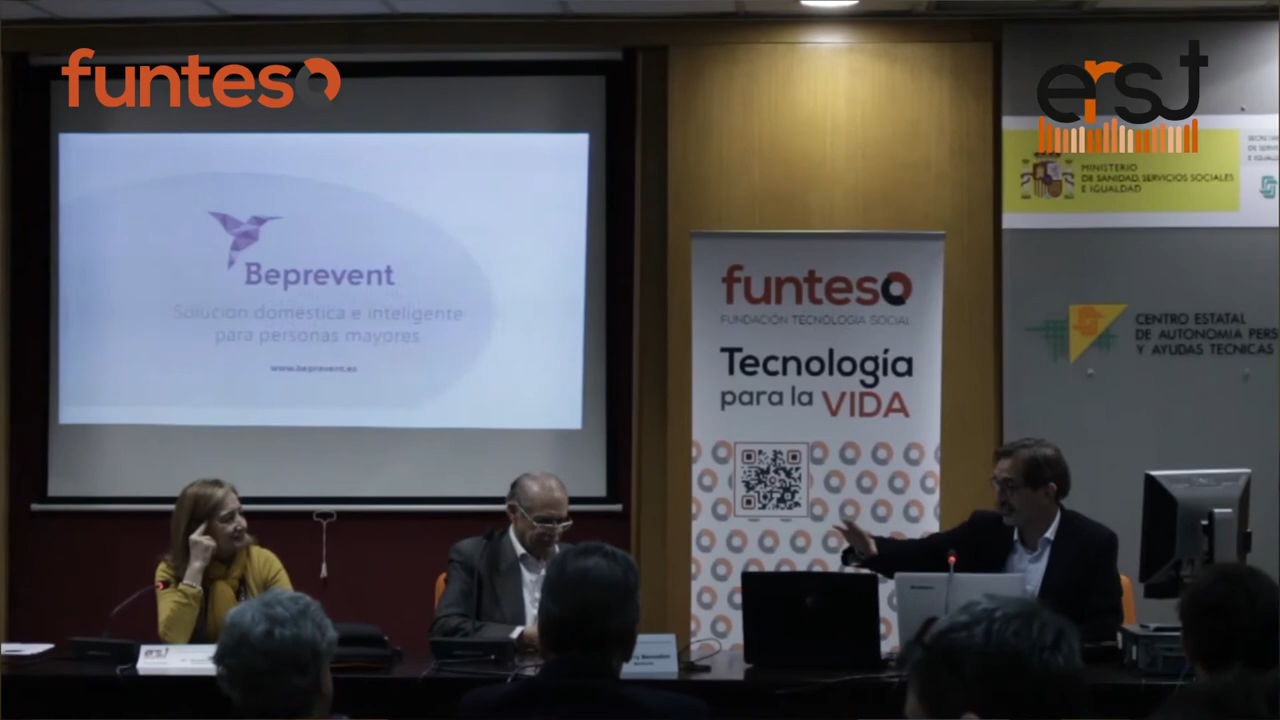 funteso
ersjt
Beprevent
Solución doméstica e inteligente
para personas mayores
www.beprevent.es
funteso
FUNDACIÓN TECNOLOGÍA SOCIAL
Tecnología
para la VIDA
MINISTERIO
DE SANIDAD, SERVICIOS SOCIALES
E IGUALDAD
CENTRO ESTATAL
DE AUTONOMIA PERS
Y AYUDAS TECNICAS